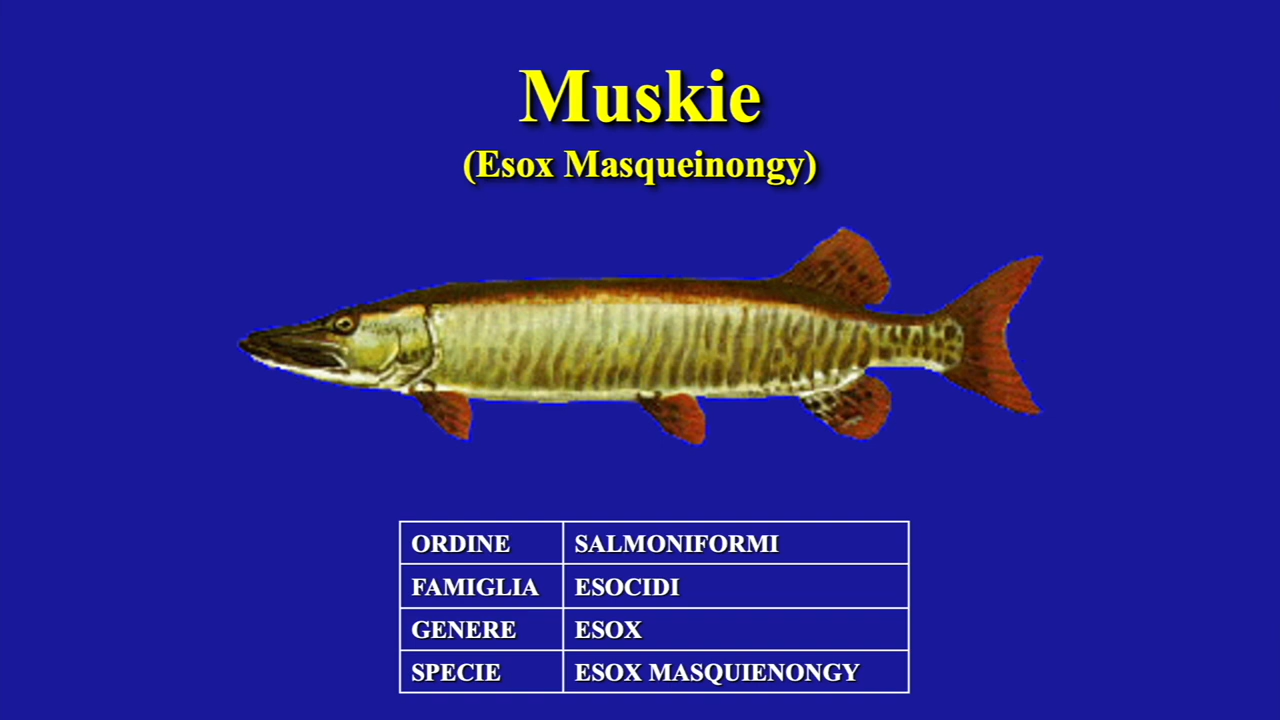 Muskie
(Esox Masqueinongy)
ORDINE SALMONIFORMI
FAMIGLIA ESOCIDI
GENERE ESOX
SPECIE ESOX MASQUIENONGY